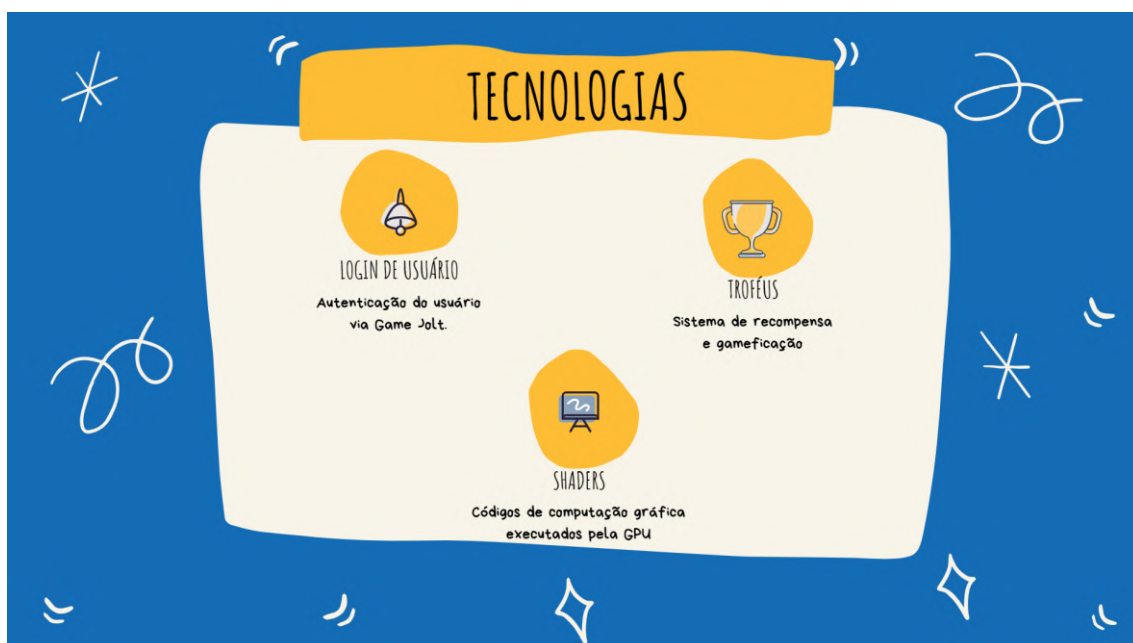 TECNOLOGIAS
LOGIN DE USUÁRIO
Autenticação do usuário
via Game Jolt.
TROFÉUS
Sistema de recompensa
e gameficação
SHADERS
Códigos de computação gráfica
executados pela GPU